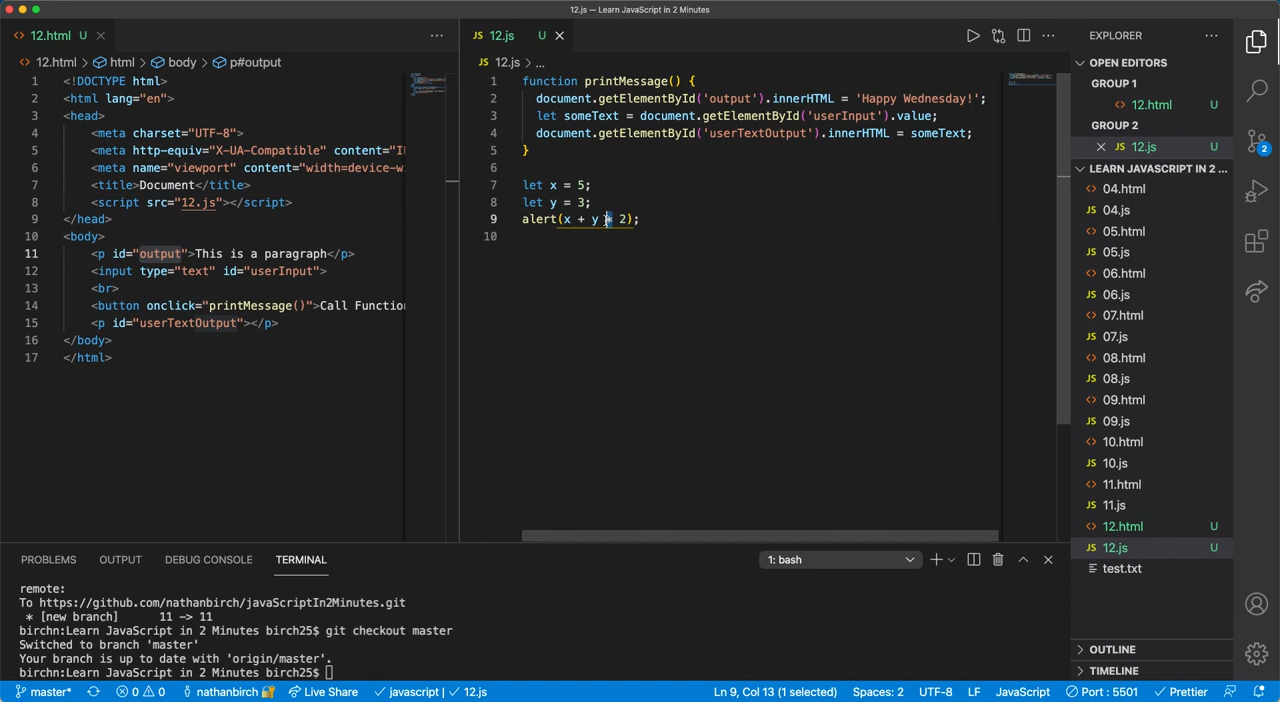 12.js — Learn JavaScript in 2 Minutes
12.html U
12.html > html > body > p#output
1 <!DOCTYPE html>
2 <html lang="en">
3 <head>
4 <meta charset="UTF-8">
5 <meta http-equiv="X-UA-Compatible" content="IE
6 <meta name="viewport" content="width=device-w
7 <title>Document</title>
8 <script src="12.js"></script>
9 </head>
10 <body>
11 <p id="output">This is a paragraph</p>
12 <input type="text" id="userInput">
13 <br>
14 <button onclick="printMessage()">Call Function
15 <p id="userTextOutput"></p>
16 </body>
17 </html>
JS 12.js U
JS 12.js > ...
1 function printMessage() {
2 document.getElementById('output').innerHTML = 'Happy Wednesday!';
3 let someText = document.getElementById('userInput').value;
4 document.getElementById('userTextOutput').innerHTML = someText;
5 }
6
7 let x = 5;
8 let y = 3;
9 alert(x + y * 2);
10
EXPLORER
OPEN EDITORS
GROUP 1
12.html U
GROUP 2
JS 12.js U
LEARN JAVASCRIPT IN 2 ...
04.html
JS 04.js
05.html
JS 05.js
06.html
JS 06.js
07.html
JS 07.js
08.html
JS 08.js
09.html
JS 09.js
10.html
JS 10.js
11.html
JS 11.js
12.html U
JS 12.js U
test.txt
OUTLINE
TIMELINE
2
PROBLEMS OUTPUT DEBUG CONSOLE TERMINAL 1: bash
remote:
To https://github.com/nathanbirch/javaScriptIn2Minutes.git
* [new branch] 11 -> 11
birchn:Learn JavaScript in 2 Minutes birch25$ git checkout master
Switched to branch 'master'
Your branch is up to date with 'origin/master'.
birchn:Learn JavaScript in 2 Minutes birch25$
master* 0 0 nathanbirch Live Share javascript | 12.js Ln 9, Col 13 (1 selected) Spaces: 2 UTF-8 LF JavaScript Port : 5501 Prettier